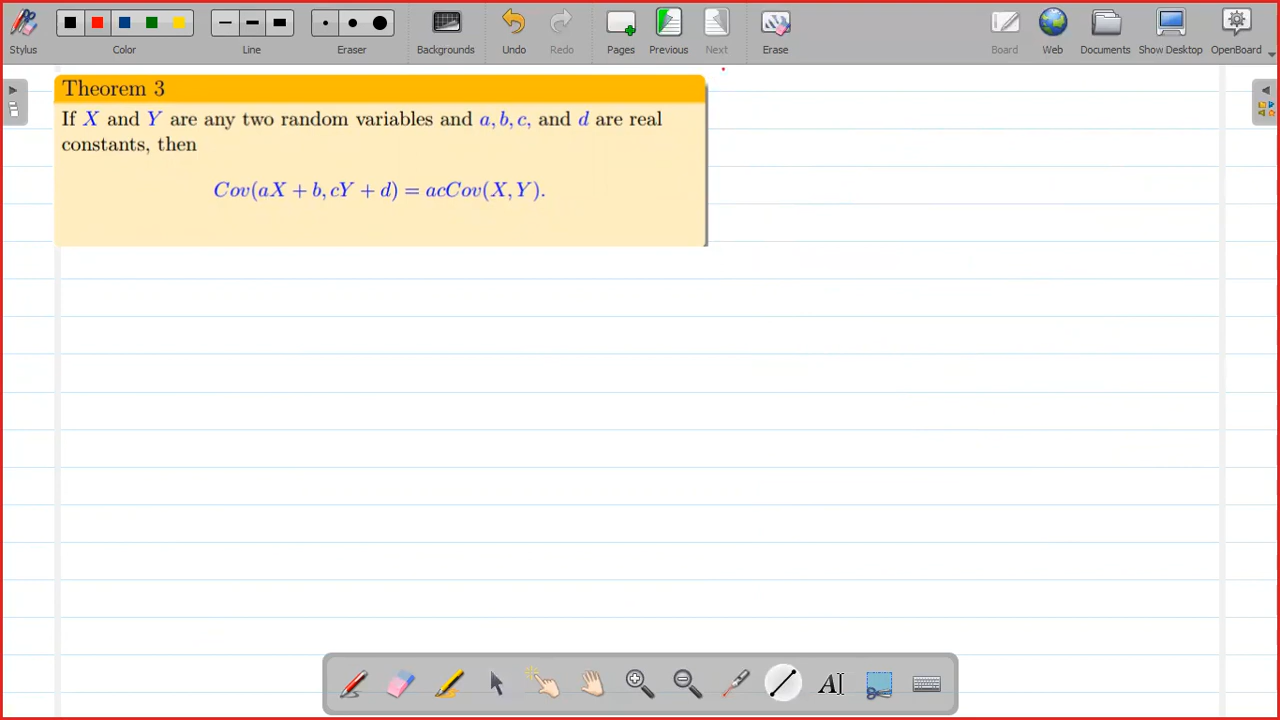 Stylus Color Line Eraser Backgrounds Undo Redo Pages Previous Next Erase Board Web Documents Show Desktop OpenBoard
Theorem 3
If X and Y are any two random variables and a, b, c, and d are real
constants, then
Cov(aX + b, cY + d) = acCov(X, Y).